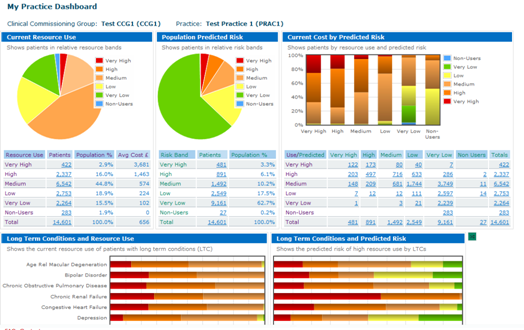 My Practice Dashboard
Clinical Commissioning Group: Test CCG1 (CCG1) Practice: Test Practice 1 (PRAC1)
Current Resource Use
Shows patients in relative resource bands
Very High
High
Medium
Low
Very Low
Non-Users
Population Predicted Risk
Shows patients in relative risk bands
Very High
High
Medium
Low
Very Low
Non-Users
Current Cost by Predicted Risk
Shows patients by resource use and predicted risk
100%
80%
60%
40%
20%
0%
Very High High Medium Low Very Low Non-Users
Non-Users
Very Low
Low
Medium
High
Very High
Resource Use Patients Population % Avg Cost £
Very High 422 2.9% 3,681
High 2,337 16.0% 1,463
Medium 6,542 44.8% 574
Low 2,753 18.9% 224
Very Low 2,264 15.5% 102
Non-Users 283 1.9% 0
Total 14,601 100.0% 656
Risk Band Patients Population %
Very High 481 3.3%
High 891 6.1%
Medium 1,492 10.2%
Low 2,549 17.5%
Very Low 9,161 62.7%
Non-Users 27 0.2%
Total 14,601 100.0%
Use/Predicted Very High High Medium Low Very Low Non Users Totals
Very High 122 173 80 40 7 422
High 203 497 716 633 286 2 2,337
Medium 148 209 681 1,744 3,749 11 6,542
Low 7 12 12 111 2,597 14 2,753
Very Low 1 3 21 2,239 2,264
Non-Users 283 283
Total 481 891 1,492 2,549 9,161 27 14,601
Long Term Conditions and Resource Use
Shows the current resource use of patients with long term conditions (LTC)
Age Rel Macular Degeneration
Bipolar Disorder
Chronic Obstructive Pulmonary Disease
Chronic Renal Failure
Congestive Heart Failure
Depression
Long Term Conditions and Predicted Risk
Shows the predicted risk of high resource use by LTCs